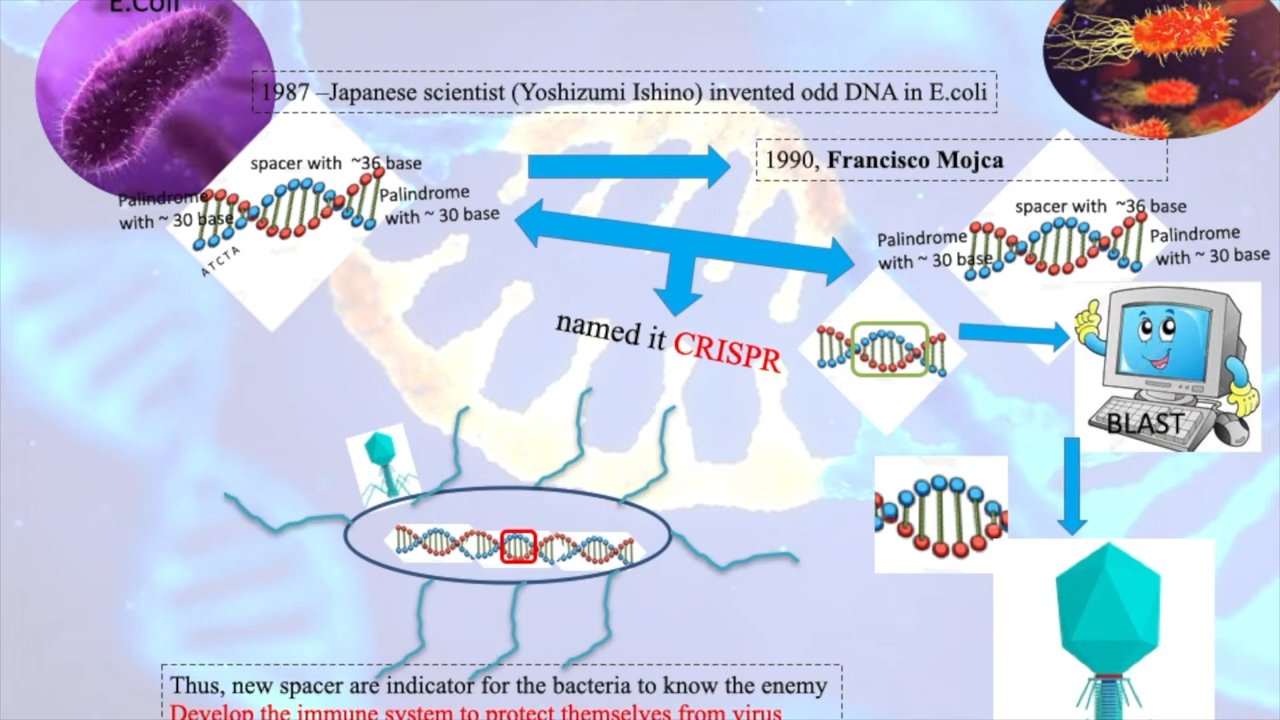 E.Coli
1987 –Japanese scientist (Yoshizumi Ishino) invented odd DNA in E.coli
1990, Francisco Mojca
spacer with ~36 base
Palindrome
with ~ 30 base
Palindrome
with ~ 30 base
ATCTA
spacer with ~36 base
Palindrome
with ~ 30 base
Palindrome
with ~ 30 base
named it CRISPR
BLAST
Thus, new spacer are indicator for the bacteria to know the enemy
Develop the immune system to protect themselves from virus